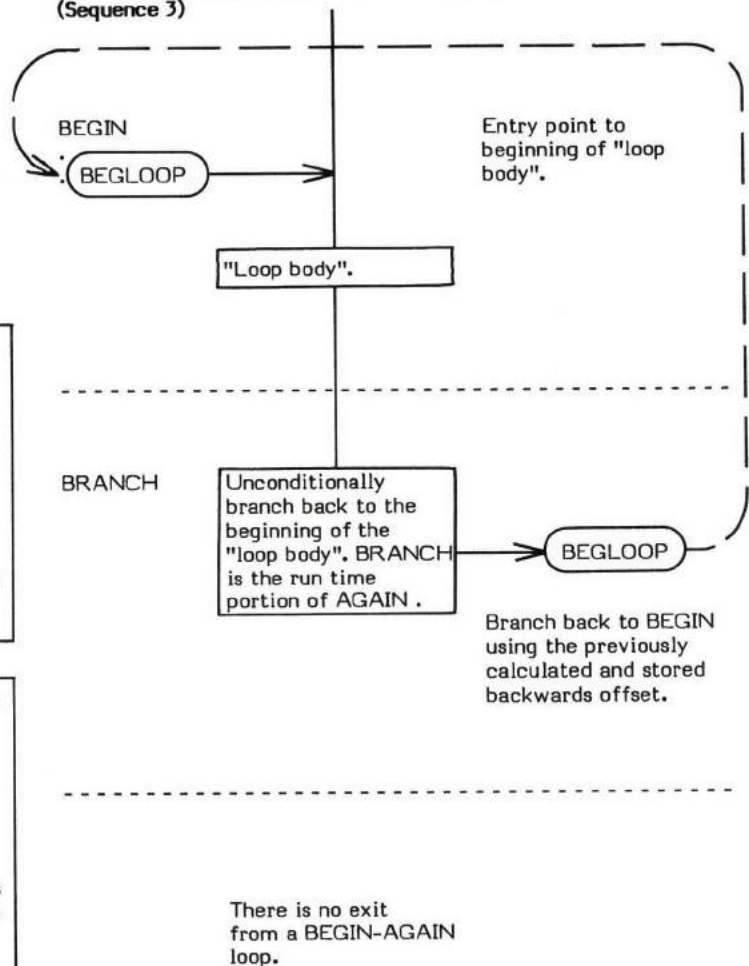 (Sequence 3)
BEGIN
BEGLOOP
Entry point to
beginning of "loop
body".
"Loop body".
BRANCH
Unconditionally
branch back to the
beginning of the
"loop body". BRANCH
is the run time
portion of AGAIN .
BEGLOOP
Branch back to BEGIN
using the previously
calculated and stored
backwards offset.
There is no exit
from a BEGIN-AGAIN
loop.